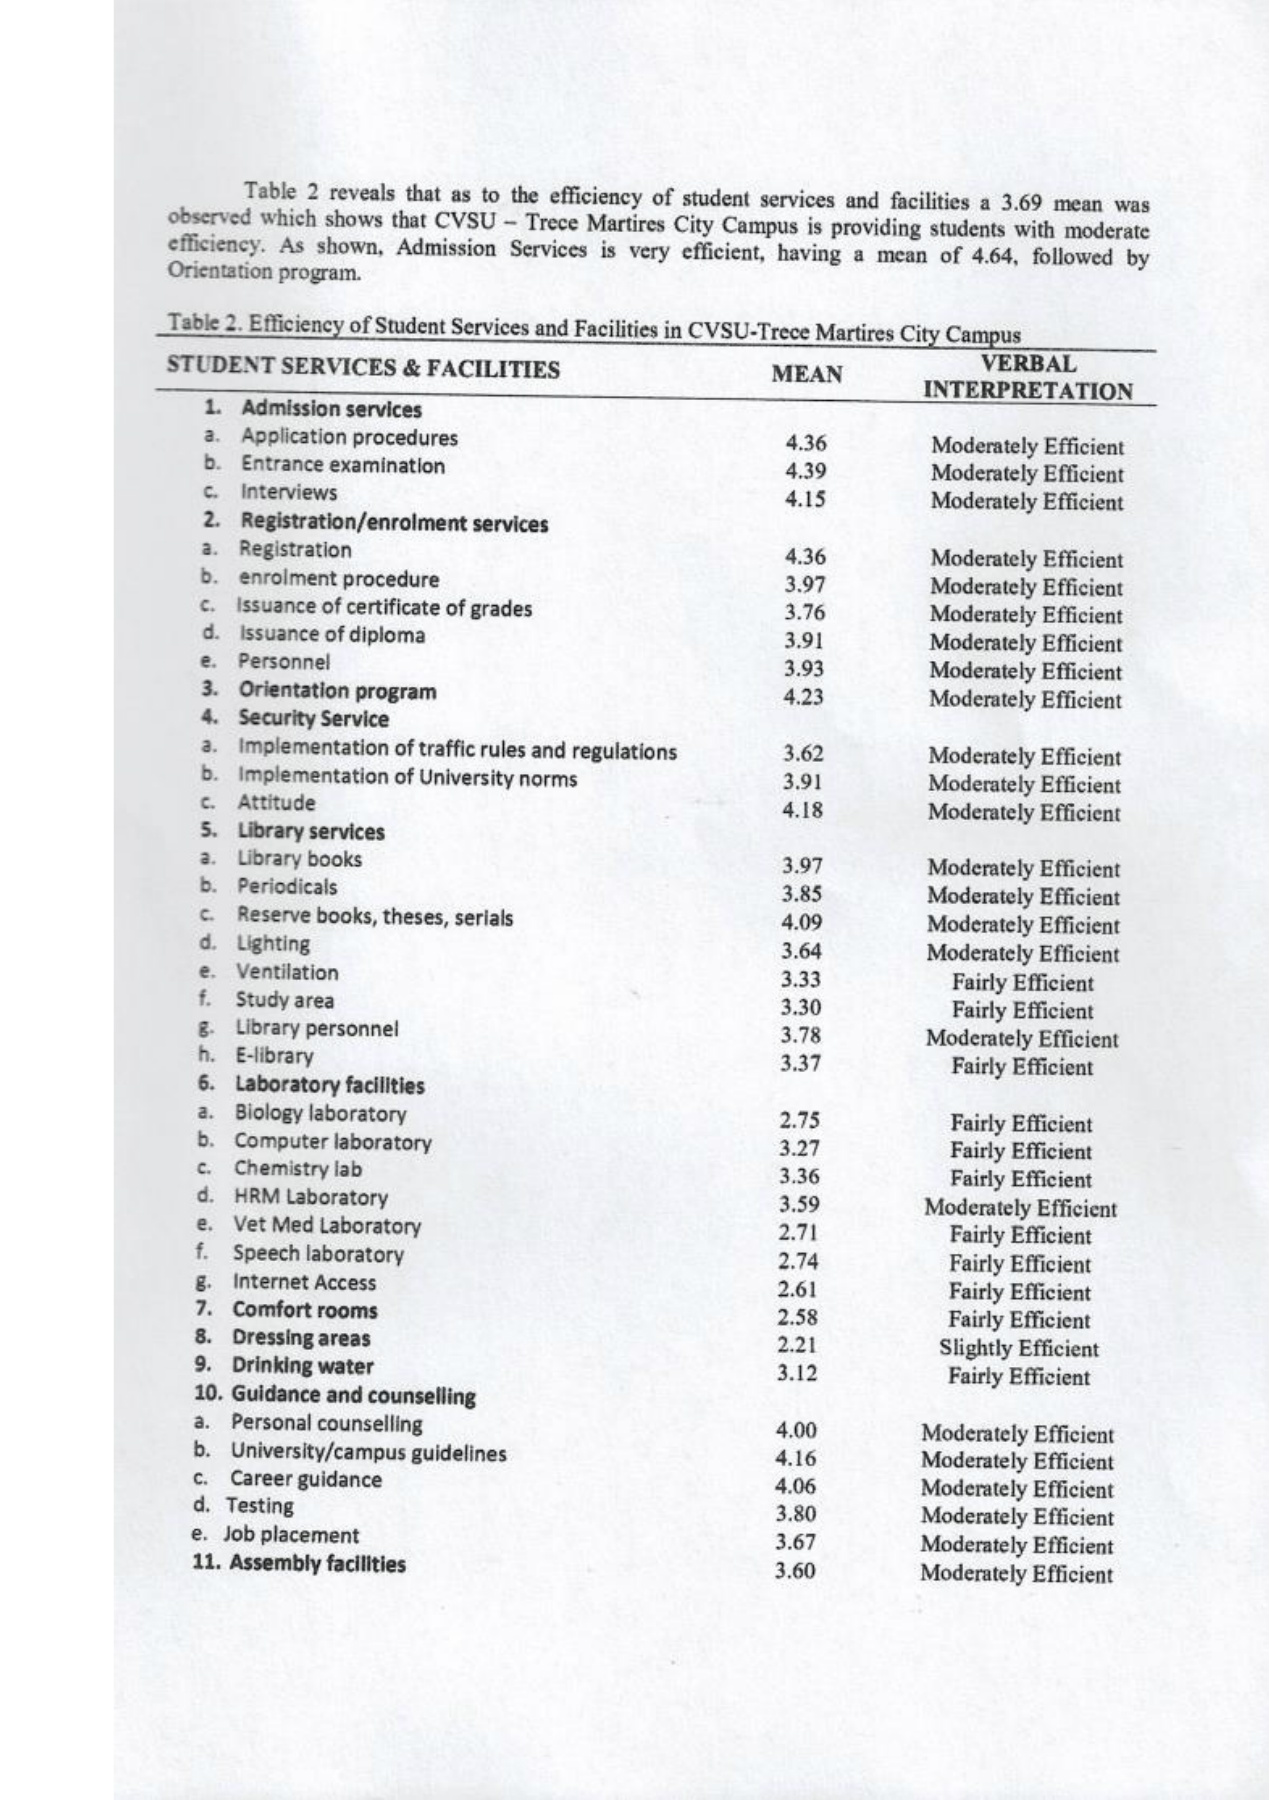 Table 2 reveals that as to the efficiency of student services and facilities a 3.69 mean was
observed which shows that CVSU – Trece Martires City Campus is providing students with moderate
efficiency. As shown, Admission Services is very efficient, having a mean of 4.64, followed by
Orientation program.
Table 2. Efficiency of Student Services and Facilities in CVSU-Trece Martires City Campus
STUDENT SERVICES & FACILITIES MEAN VERBAL INTERPRETATION
1. Admission services
a. Application procedures 4.36 Moderately Efficient
b. Entrance examination 4.39 Moderately Efficient
c. Interviews 4.15 Moderately Efficient
2. Registration/enrolment services
a. Registration 4.36 Moderately Efficient
b. enrolment procedure 3.97 Moderately Efficient
c. Issuance of certificate of grades 3.76 Moderately Efficient
d. Issuance of diploma 3.91 Moderately Efficient
e. Personnel 3.93 Moderately Efficient
3. Orientation program 4.23 Moderately Efficient
4. Security Service
a. Implementation of traffic rules and regulations 3.62 Moderately Efficient
b. Implementation of University norms 3.91 Moderately Efficient
c. Attitude 4.18 Moderately Efficient
5. Library services
a. Library books 3.97 Moderately Efficient
b. Periodicals 3.85 Moderately Efficient
c. Reserve books, theses, serials 4.09 Moderately Efficient
d. Lighting 3.64 Moderately Efficient
e. Ventilation 3.33 Fairly Efficient
f. Study area 3.30 Fairly Efficient
g. Library personnel 3.78 Moderately Efficient
h. E-library 3.37 Fairly Efficient
6. Laboratory facilities
a. Biology laboratory 2.75 Fairly Efficient
b. Computer laboratory 3.27 Fairly Efficient
c. Chemistry lab 3.36 Fairly Efficient
d. HRM Laboratory 3.59 Moderately Efficient
e. Vet Med Laboratory 2.71 Fairly Efficient
f. Speech laboratory 2.74 Fairly Efficient
g. Internet Access 2.61 Fairly Efficient
7. Comfort rooms 2.58 Fairly Efficient
8. Dressing areas 2.21 Slightly Efficient
9. Drinking water 3.12 Fairly Efficient
10. Guidance and counselling
a. Personal counselling 4.00 Moderately Efficient
b. University/campus guidelines 4.16 Moderately Efficient
c. Career guidance 4.06 Moderately Efficient
d. Testing 3.80 Moderately Efficient
e. Job placement 3.67 Moderately Efficient
11. Assembly facilities 3.60 Moderately Efficient